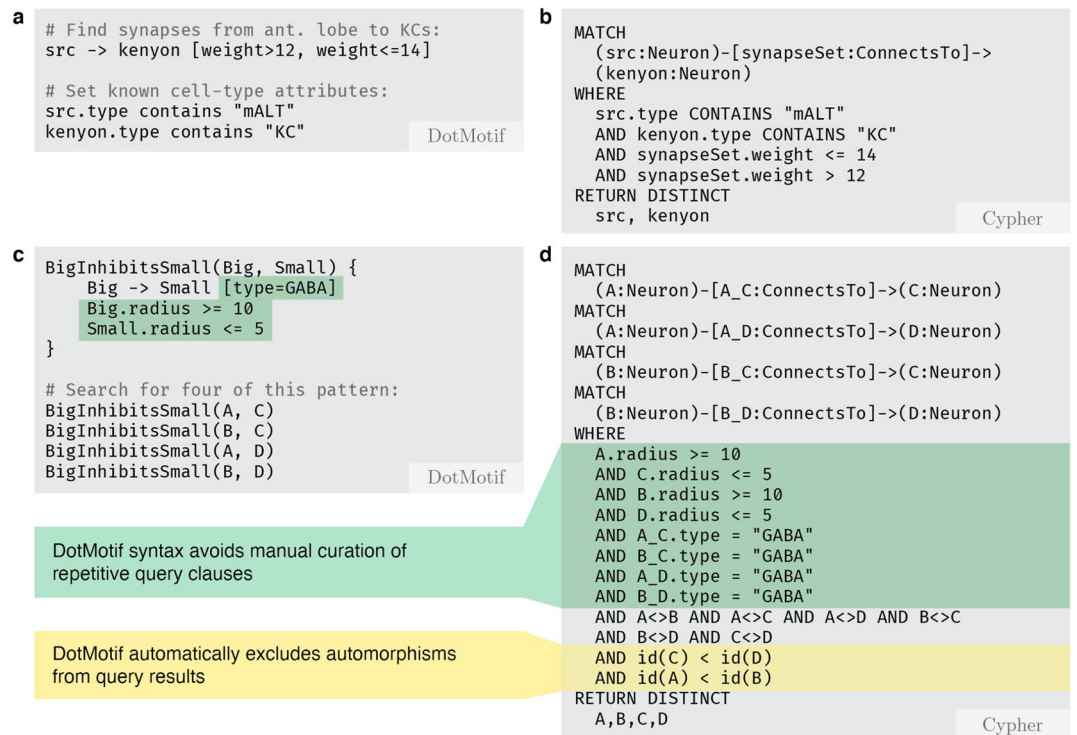 a
# Find synapses from ant. lobe to KCs:
src -> kenyon [weight>12, weight<=14]
# Set known cell-type attributes:
src.type contains "mALT"
kenyon.type contains "KC"
DotMotif
b
MATCH
(src:Neuron)-[synapseSet:ConnectsTo]->
(kenyon:Neuron)
WHERE
src.type CONTAINS "mALT"
AND kenyon.type CONTAINS "KC"
AND synapseSet.weight <= 14
AND synapseSet.weight > 12
RETURN DISTINCT
src, kenyon
Cypher
c
BigInhibitsSmall(Big, Small) {
Big -> Small [type=GABA]
Big.radius >= 10
Small.radius <= 5
}
# Search for four of this pattern:
BigInhibitsSmall(A, C)
BigInhibitsSmall(B, C)
BigInhibitsSmall(A, D)
BigInhibitsSmall(B, D)
DotMotif
DotMotif syntax avoids manual curation of
repetitive query clauses
DotMotif automatically excludes automorphisms
from query results
d
MATCH
(A:Neuron)-[A_C:ConnectsTo]->(C:Neuron)
MATCH
(A:Neuron)-[A_D:ConnectsTo]->(D:Neuron)
MATCH
(B:Neuron)-[B_C:ConnectsTo]->(C:Neuron)
MATCH
(B:Neuron)-[B_D:ConnectsTo]->(D:Neuron)
WHERE
A.radius >= 10
AND C.radius <= 5
AND B.radius >= 10
AND D.radius <= 5
AND A_C.type = "GABA"
AND B_C.type = "GABA"
AND A_D.type = "GABA"
AND B_D.type = "GABA"
AND A<>B AND A<>C AND A<>D AND B<>C
AND B<>D AND C<>D
AND id(C) < id(D)
AND id(A) < id(B)
RETURN DISTINCT
A,B,C,D
Cypher